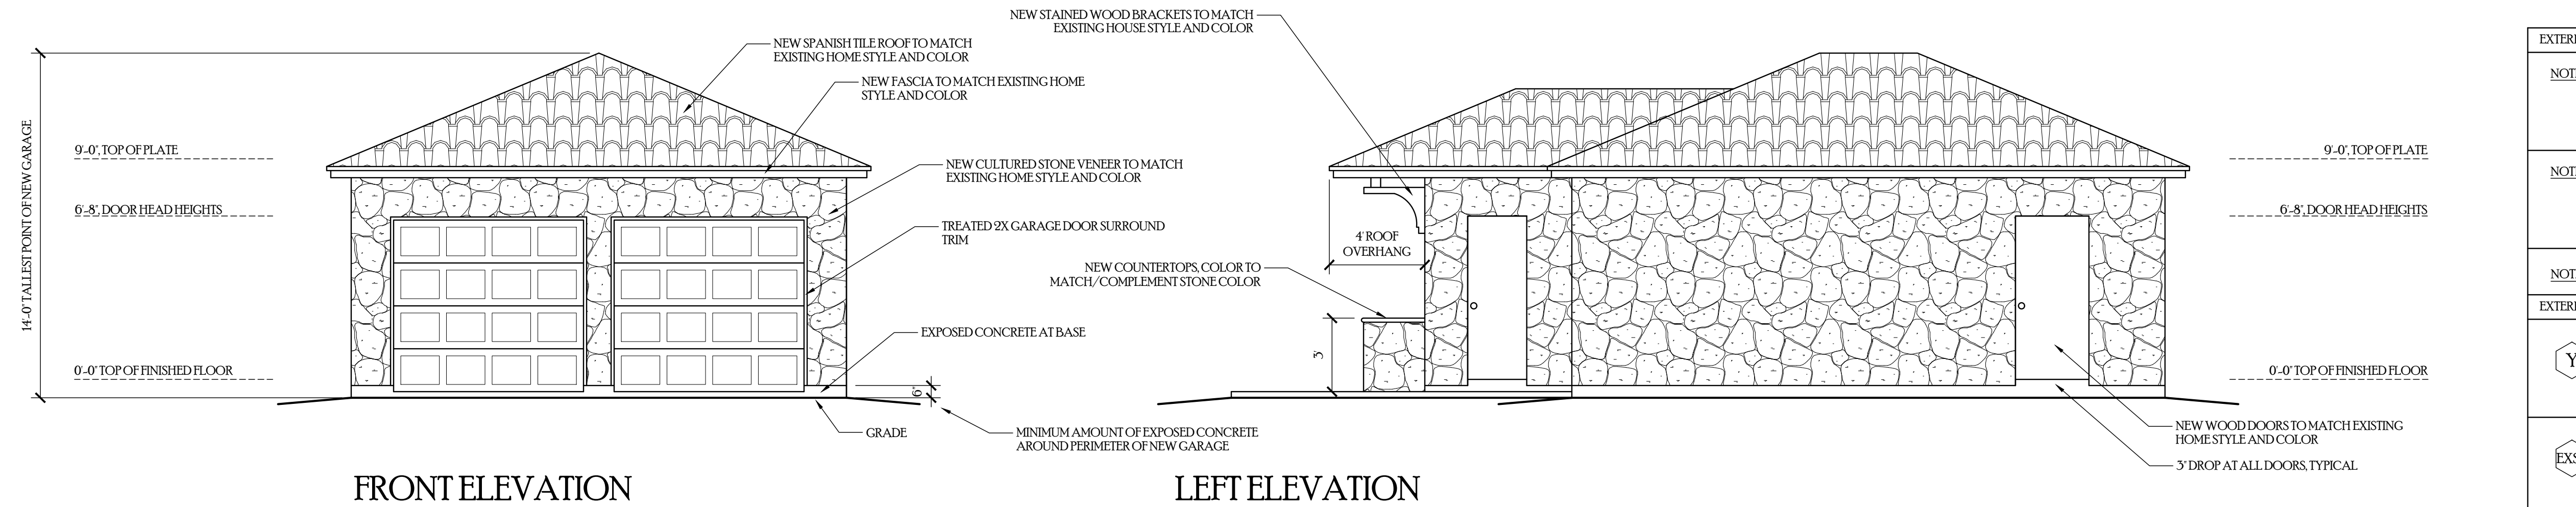 14'-0" TALLEST POINT OF NEW GARAGE
9'-0", TOP OF PLATE
6'-8", DOOR HEAD HEIGHTS
0'-0" TOP OF FINISHED FLOOR
NEW SPANISH TILE ROOF TO MATCH
EXISTING HOME STYLE AND COLOR
NEW FASCIA TO MATCH EXISTING HOME
STYLE AND COLOR
NEW CULTURED STONE VENEER TO MATCH
EXISTING HOME STYLE AND COLOR
TREATED 2X GARAGE DOOR SURROUND
TRIM
EXPOSED CONCRETE AT BASE
6"
GRADE
MINIMUM AMOUNT OF EXPOSED CONCRETE
AROUND PERIMETER OF NEW GARAGE
FRONT ELEVATION
NEW STAINED WOOD BRACKETS TO MATCH
EXISTING HOUSE STYLE AND COLOR
4' ROOF
OVERHANG
NEW COUNTERTOPS, COLOR TO
MATCH/COMPLEMENT STONE COLOR
3'
9'-0", TOP OF PLATE
6'-8", DOOR HEAD HEIGHTS
0'-0" TOP OF FINISHED FLOOR
NEW WOOD DOORS TO MATCH EXISTING
HOME STYLE AND COLOR
3" DROP AT ALL DOORS, TYPICAL
LEFT ELEVATION